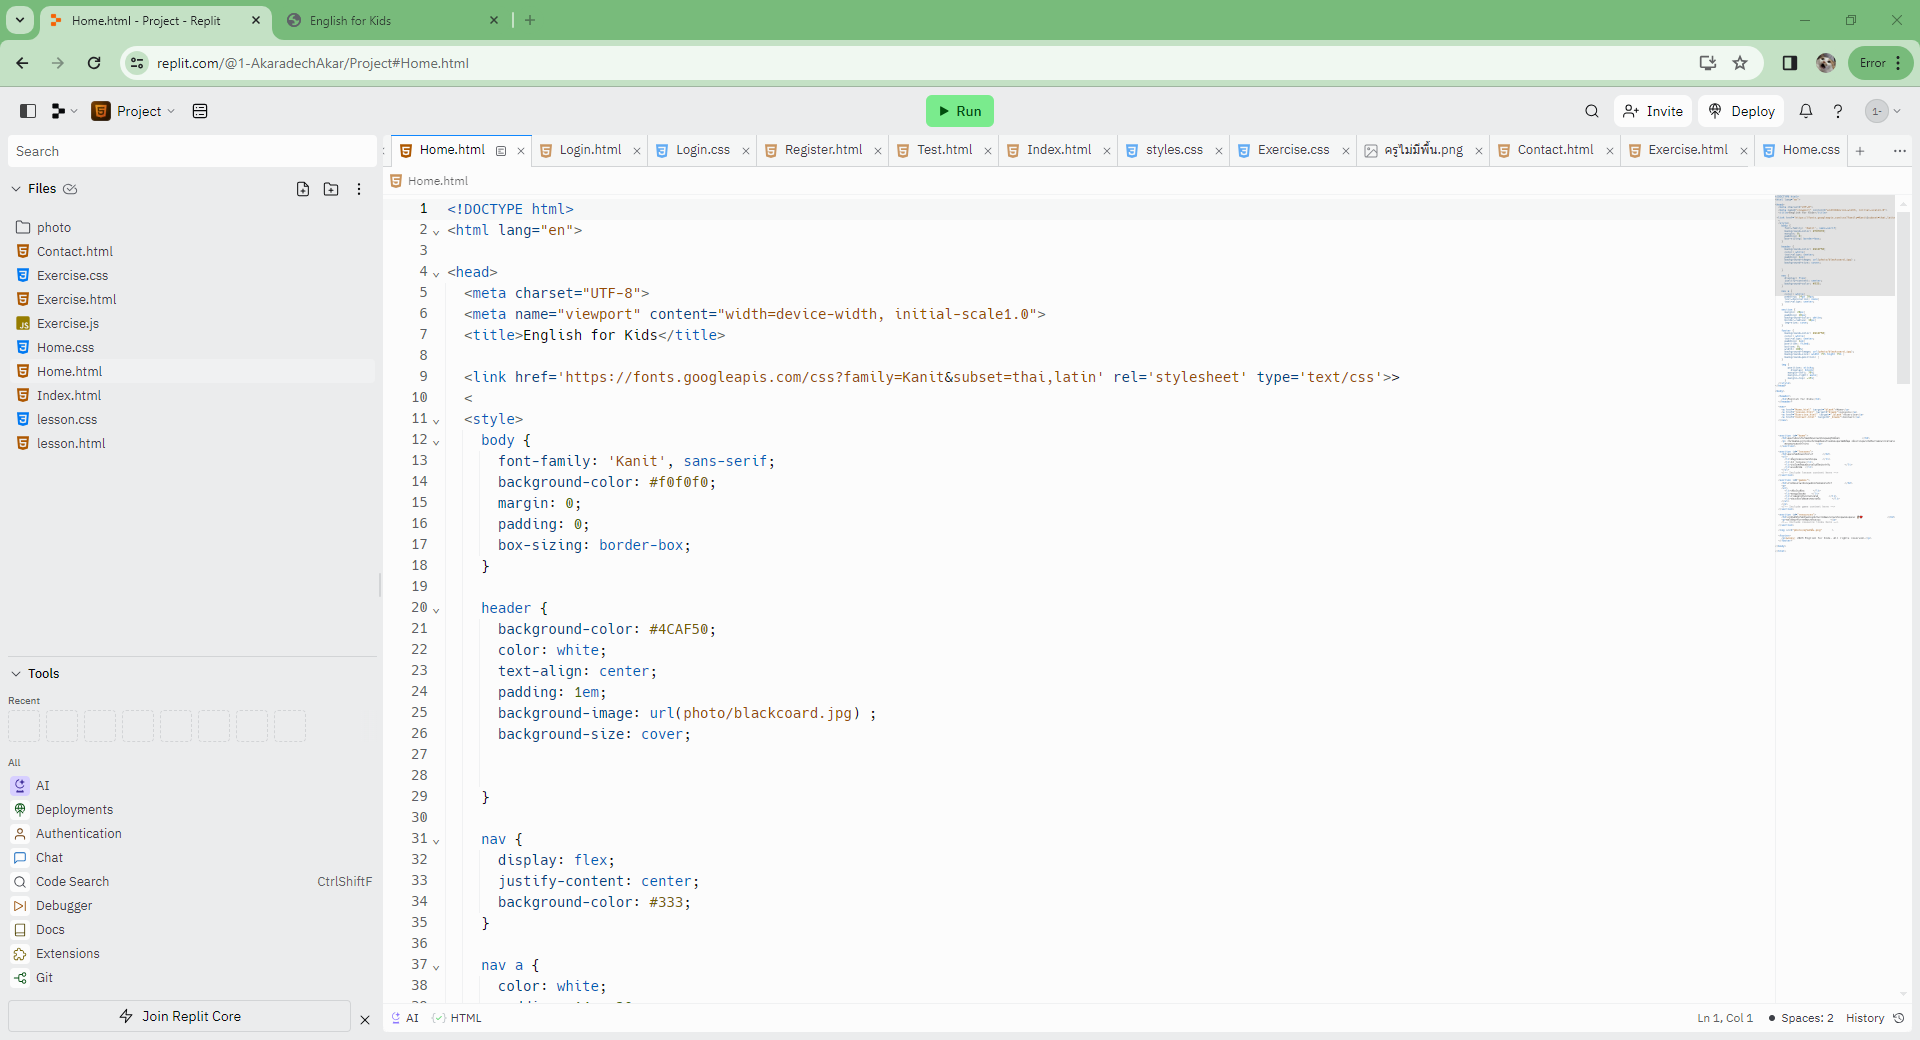 Home.html - Project - Replit
English for Kids
replit.com/@1-AkaradechAkar/Project#Home.html
Error
Project
Run
Invite
Deploy
1-
Search
Home.html
Login.html
Login.css
Register.html
Test.html
Index.html
styles.css
Exercise.css
ครูไม่มีพื้น.png
Contact.html
Exercise.html
Home.css
Files
photo
Contact.html
Exercise.css
Exercise.html
Exercise.js
Home.css
Home.html
Index.html
lesson.css
lesson.html
Tools
Recent
All
AI
Deployments
Authentication
Chat
Code Search CtrlShiftF
Debugger
Docs
Extensions
Git
Join Replit Core
Home.html
1 <!DOCTYPE html>
2 <html lang="en">
3
4 <head>
5 <meta charset="UTF-8">
6 <meta name="viewport" content="width=device-width, initial-scale1.0">
7 <title>English for Kids</title>
8
9 <link href='https://fonts.googleapis.com/css?family=Kanit&subset=thai,latin' rel='stylesheet' type='text/css'>>
10 <
11 <style>
12 body {
13 font-family: 'Kanit', sans-serif;
14 background-color: #f0f0f0;
15 margin: 0;
16 padding: 0;
17 box-sizing: border-box;
18 }
19
20 header {
21 background-color: #4CAF50;
22 color: white;
23 text-align: center;
24 padding: 1em;
25 background-image: url(photo/blackcoard.jpg) ;
26 background-size: cover;
27
28
29 }
30
31 nav {
32 display: flex;
33 justify-content: center;
34 background-color: #333;
35 }
36
37 nav a {
38 color: white;
AI
HTML
Ln 1, Col 1
Spaces: 2
History